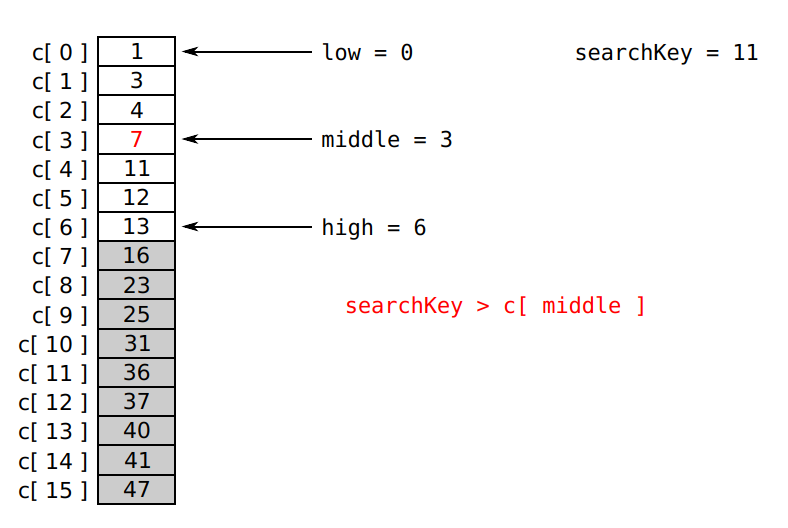 c[ 0 ] 1 low = 0 searchKey = 11
c[ 1 ] 3
c[ 2 ] 4
c[ 3 ] 7 middle = 3
c[ 4 ] 11
c[ 5 ] 12
c[ 6 ] 13 high = 6
c[ 7 ] 16
c[ 8 ] 23
searchKey > c[ middle ]
c[ 9 ] 25
c[ 10 ] 31
c[ 11 ] 36
c[ 12 ] 37
c[ 13 ] 40
c[ 14 ] 41
c[ 15 ] 47